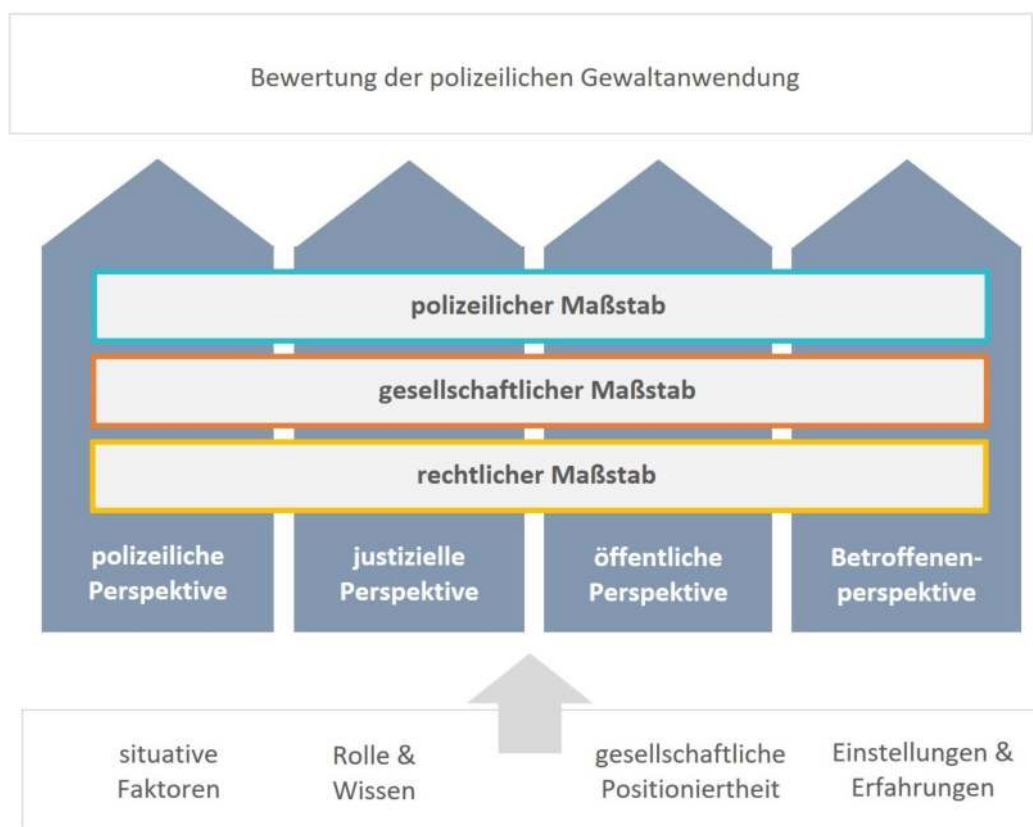 Bewertung der polizeilichen Gewaltanwendung
polizeilicher Maßstab
gesellschaftlicher Maßstab
rechtlicher Maßstab
polizeiliche
Perspektive
justizielle
Perspektive
öffentliche
Perspektive
Betroffenen-
perspektive
situative
Faktoren
Rolle &
Wissen
gesellschaftliche
Positioniertheit
Einstellungen &
Erfahrungen